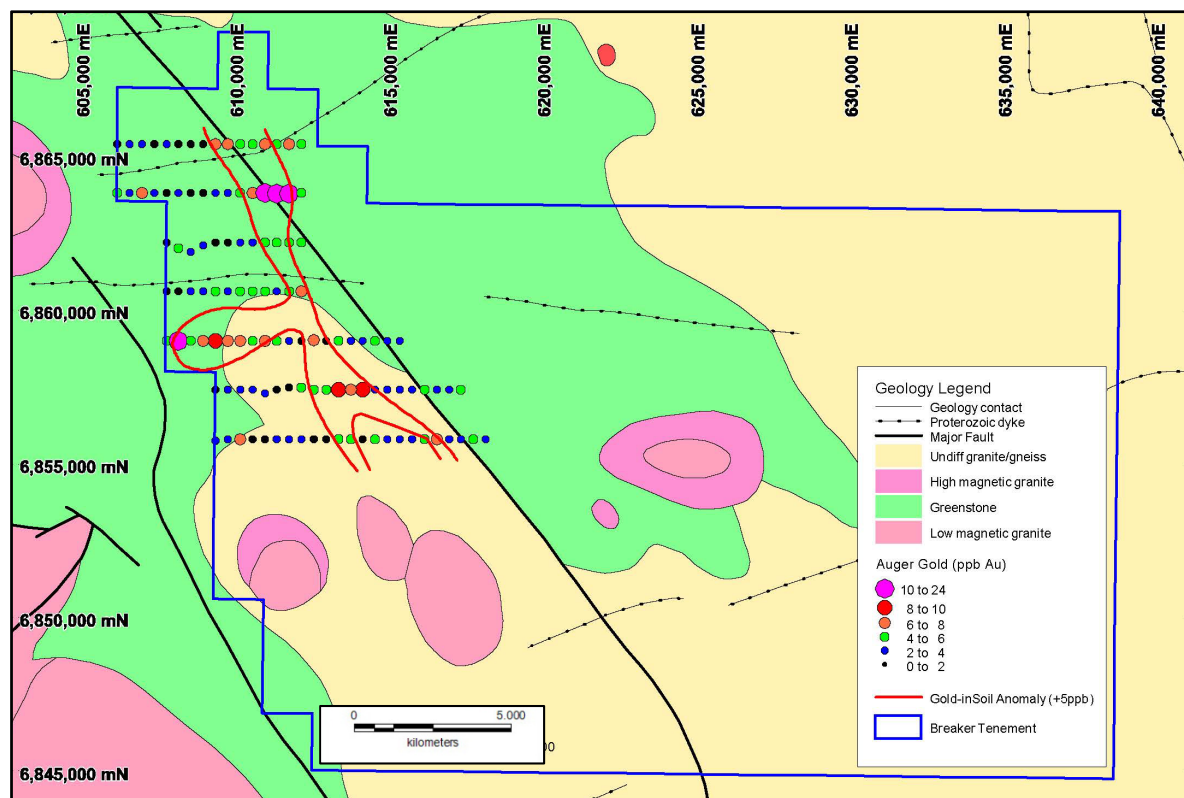 605,000 mE
610,000 mE
615,000 mE
620,000 mE
625,000 mE
630,000 mE
635,000 mE
640,000 mE
6,865,000 mN
6,860,000 mN
6,855,000 mN
6,850,000 mN
6,845,000 mN
Geology Legend
Geology contact
Proterozoic dyke
Major Fault
Undiff granite/gneiss
High magnetic granite
Greenstone
Low magnetic granite
Auger Gold (ppb Au)
10 to 24
8 to 10
6 to 8
4 to 6
2 to 4
0 to 2
Gold-inSoil Anomaly (+5ppb)
Breaker Tenement
0 5.000
kilometers